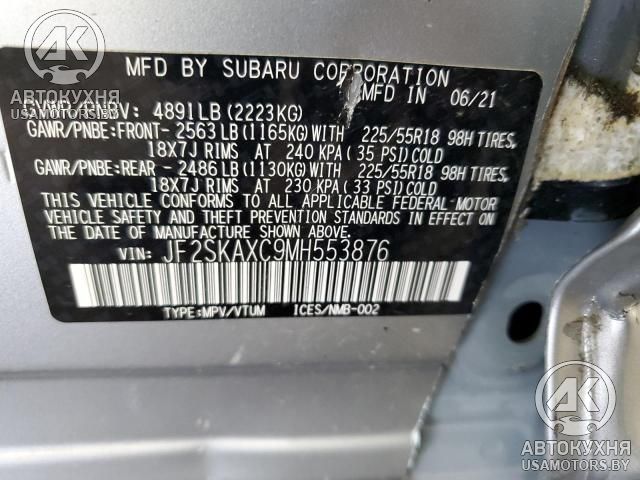 MFD BY SUBARU CORPORATION
MFD IN 06/21
GVWR/PNBV: 4891LB (2223KG)
GAWR/PNBE:FRONT- 2563 LB (1165KG) WITH 225/55R18 98H TIRES,
18X7J RIMS AT 240 KPA ( 35 PSI) COLD
GAWR/PNBE:REAR - 2486 LB (1130KG) WITH 225/55R18 98H TIRES,
18X7J RIMS AT 230 KPA ( 33 PSI) COLD
THIS VEHICLE CONFORMS TO ALL APPLICABLE FEDERAL-MOTOR
VEHICLE SAFETY AND THEFT PREVENTION STANDARDS IN EFFECT ON
THE DATE OF MANUFACTURE SHOWN ABOVE.
VIN: JF2SKAXC9MH553876
TYPE:MPV/VTUM ICES/NMB-002
АК
АВТОКУХНЯ
USAMOTORS.BY
АК
АВТОКУХНЯ
USAMOTORS.BY